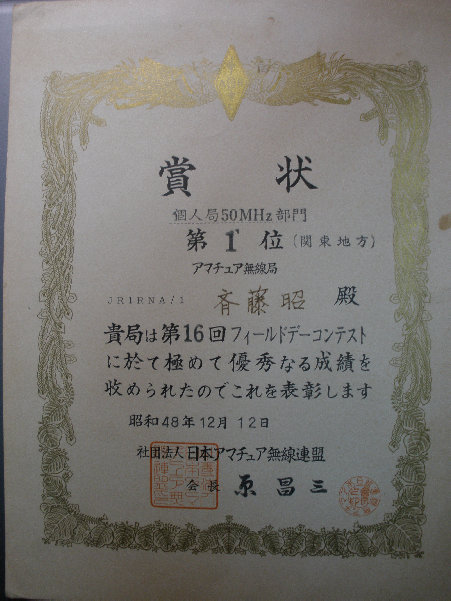 賞状
個人局50MHz部門
第1位(関東地方)
アマチュア無線局
JR1RNA/1 斉藤昭 殿
貴局は第16回フィールドデーコンテスト
に於て極めて優秀なる成績を
收められたのでこれを表彰します
昭和48年12月12日
社団法人日本アマチュア無線連盟
会長 原昌三